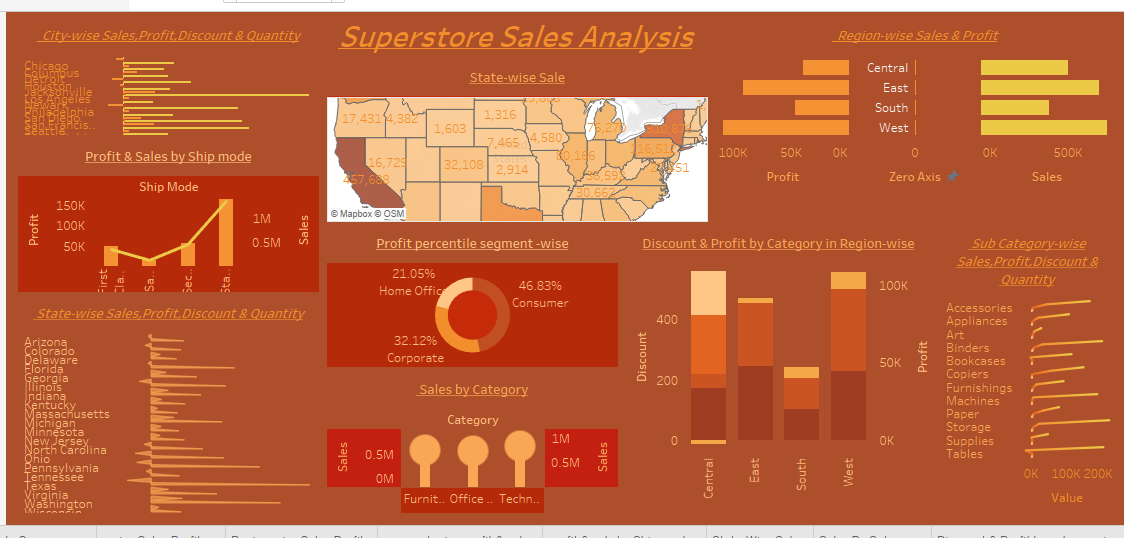 Superstore Sales Analysis
City-wise Sales,Profit,Discount & Quantity
Chicago
Columbus
Detroit
Houston
Jacksonville
Los Angeles
Newark
Philadelphia
San Diego
San Francis..
Seattle
Profit & Sales by Ship mode
Ship Mode
Profit
150K
100K
50K
1M
0.5M
Sales
First Cla..
Sa..
Sec..
Sta..
State-wise Sales,Profit,Discount & Quantity
Arizona
Colorado
Delaware
Florida
Georgia
Illinois
Indiana
Kentucky
Massachusetts
Michigan
Minnesota
New Jersey
North Carolina
Ohio
Pennsylvania
Tennessee
Texas
Virginia
Washington
Wisconsin
State-wise Sale
17,431
4,382
1,603
1,316
7,465
4,580
16,729
32,108
2,914
457,688
30,662
© Mapbox © OSM
Profit percentile segment -wise
21.05%
Home Office
46.83%
Consumer
32.12%
Corporate
Sales by Category
Category
Sales
0.5M
0M
1M
0.5M
Sales
Furnit..
Office ..
Techn..
Region-wise Sales & Profit
Central
East
South
West
100K
50K
0K
0
0K
500K
Profit
Zero Axis
Sales
Discount & Profit by Category in Region-wise
Discount
400
200
0
100K
50K
0K
Profit
Central
East
South
West
Sub Category-wise
Sales,Profit,Discount &
Quantity
Accessories
Appliances
Art
Binders
Bookcases
Copiers
Furnishings
Machines
Paper
Storage
Supplies
Tables
0K
100K
200K
Value